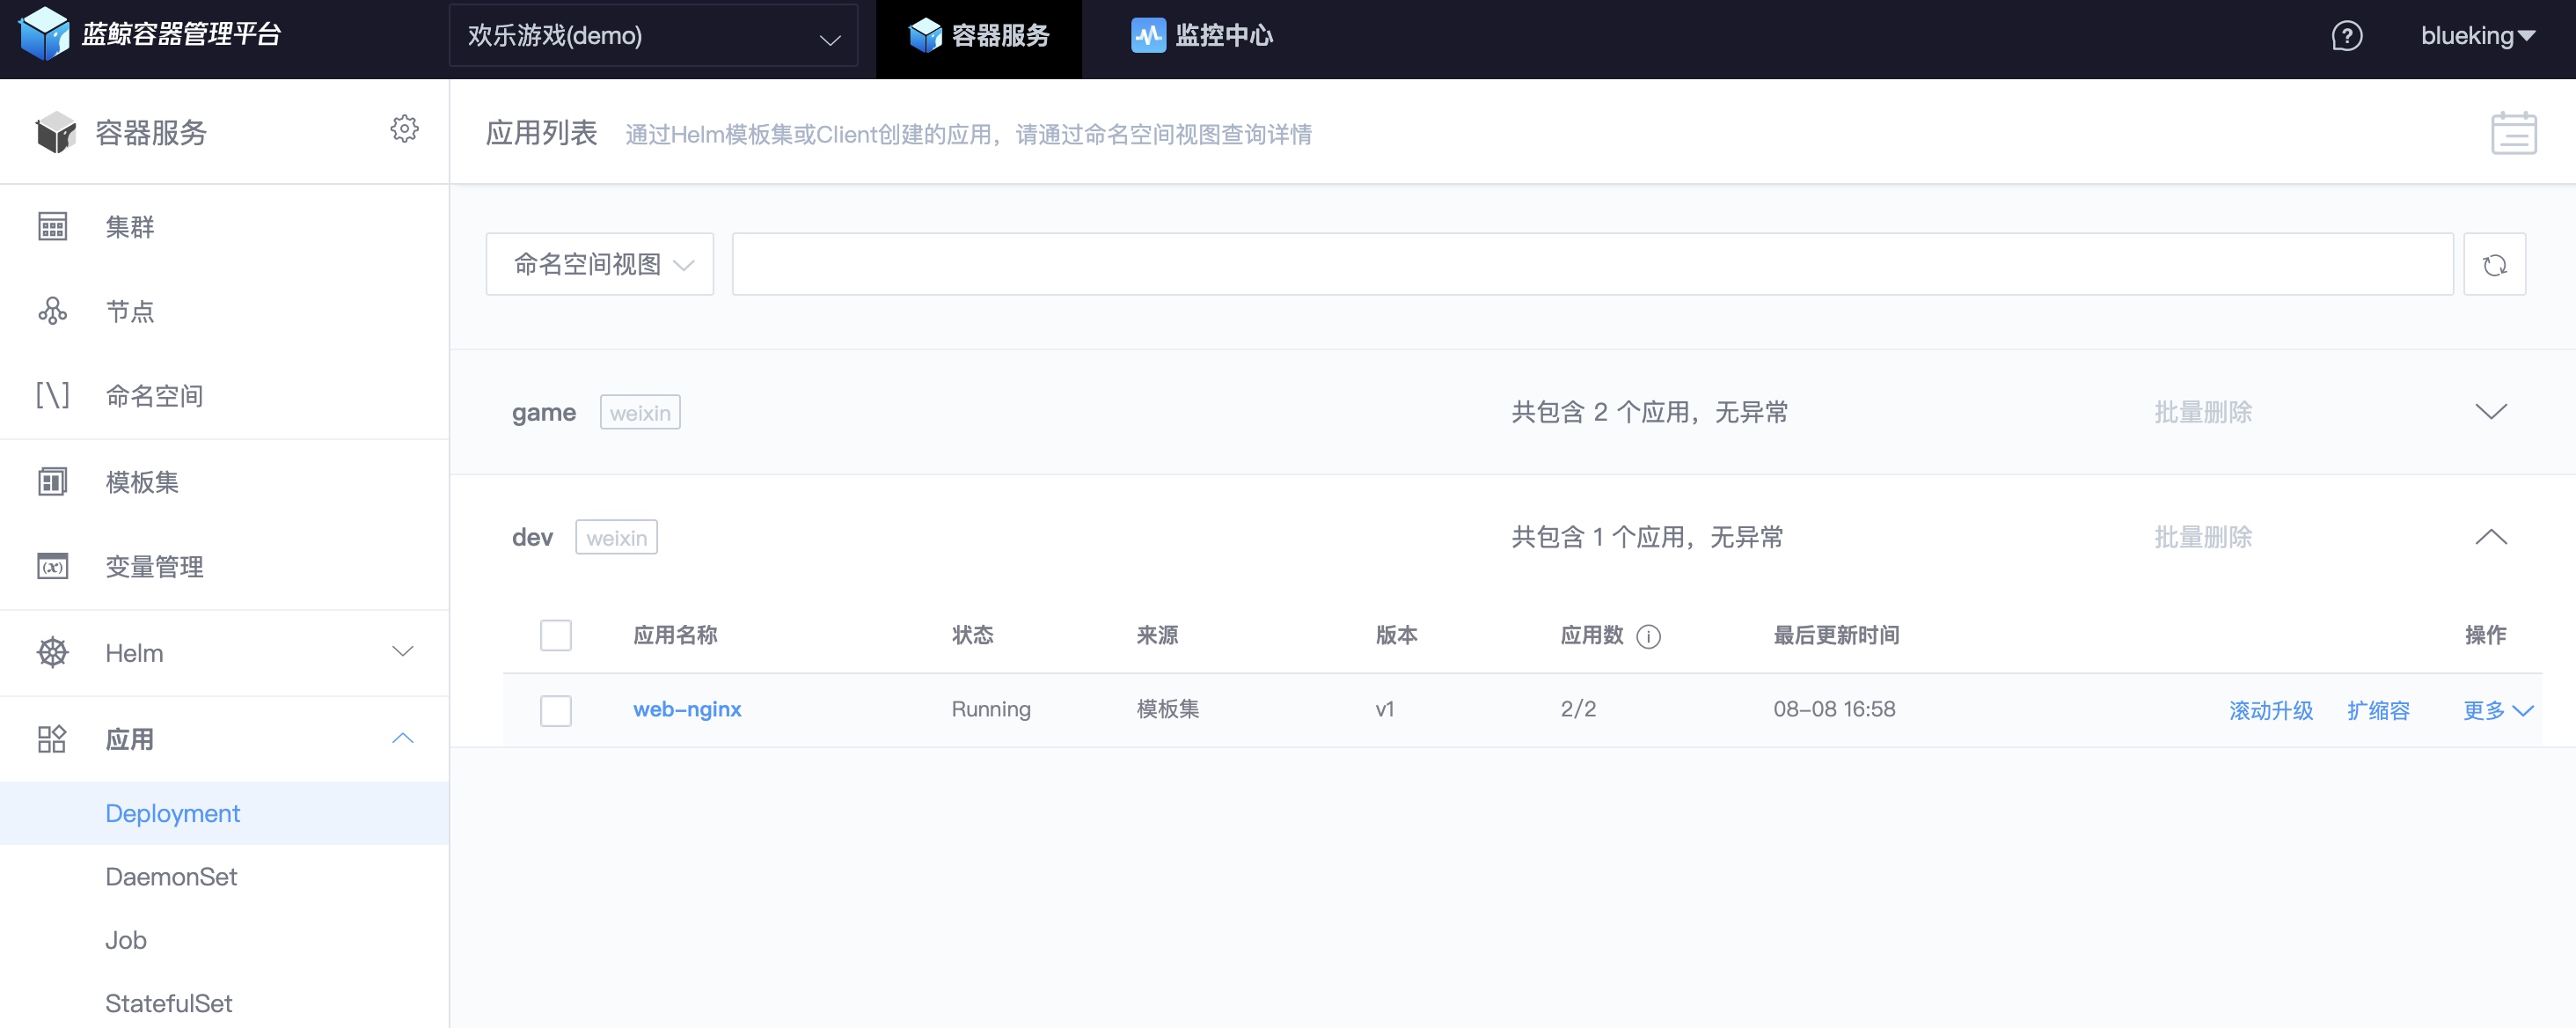 蓝鲸容器管理平台
欢乐游戏(demo)
容器服务
监控中心
blueking
容器服务
集群
节点
命名空间
模板集
变量管理
Helm
应用
Deployment
DaemonSet
Job
StatefulSet
应用列表 通过Helm模板集或Client创建的应用，请通过命名空间视图查询详情
命名空间视图
game weixin 共包含 2 个应用，无异常 批量删除
dev weixin 共包含 1 个应用，无异常 批量删除
应用名称 状态 来源 版本 应用数 最后更新时间 操作
web-nginx Running 模板集 v1 2/2 08-08 16:58 滚动升级 扩缩容 更多